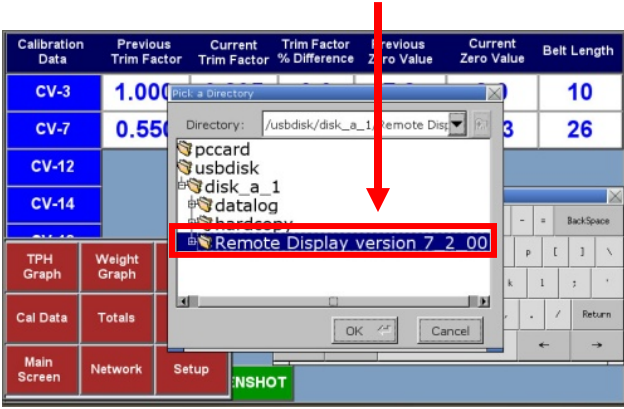 Calibration Data Previous Trim Factor Current Trim Factor Trim Factor % Difference Previous Zero Value Current Zero Value Belt Length
CV-3 1.000 10
Pick a Directory
CV-7 0.550 3 26
Directory: /usbdisk/disk_a_1/Remote Disp
pccard
CV-12
usbdisk
disk_a_1
CV-14
datalog
hardcopy
- = BackSpace
Remote Display version 7_2_00
p [ ] \
TPH Graph Weight Graph
k l ; '
Cal Data Totals
, . / Return
OK Cancel
← →
Main Screen Network Setup
NSHOT